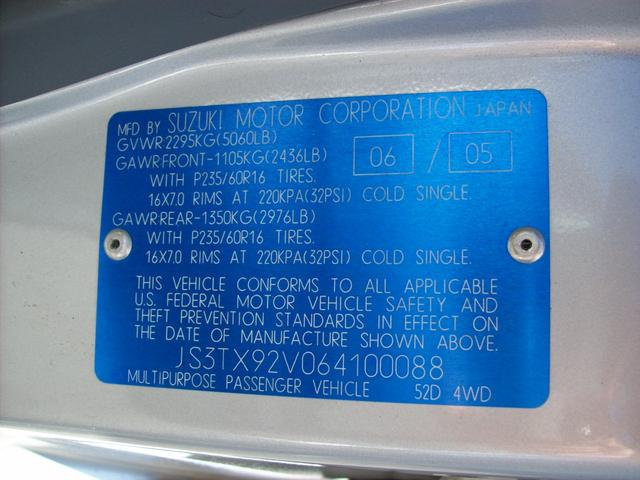 MFD BY SUZUKI MOTOR CORPORATION JAPAN
GVWR 2295KG(5060LB)
GAWR FRONT-1105KG(2436LB) 06 / 05
WITH P235/60R16 TIRES.
16X7.0 RIMS AT 220KPA(32PSI) COLD SINGLE.
GAWR REAR-1350KG(2976LB)
WITH P235/60R16 TIRES.
16X7.0 RIMS AT 220KPA(32PSI) COLD SINGLE.
THIS VEHICLE CONFORMS TO ALL APPLICABLE
U.S. FEDERAL MOTOR VEHICLE SAFETY AND
THEFT PREVENTION STANDARDS IN EFFECT ON
THE DATE OF MANUFACTURE SHOWN ABOVE.
JS3TX92V064100088
MULTIPURPOSE PASSENGER VEHICLE 52D 4WD